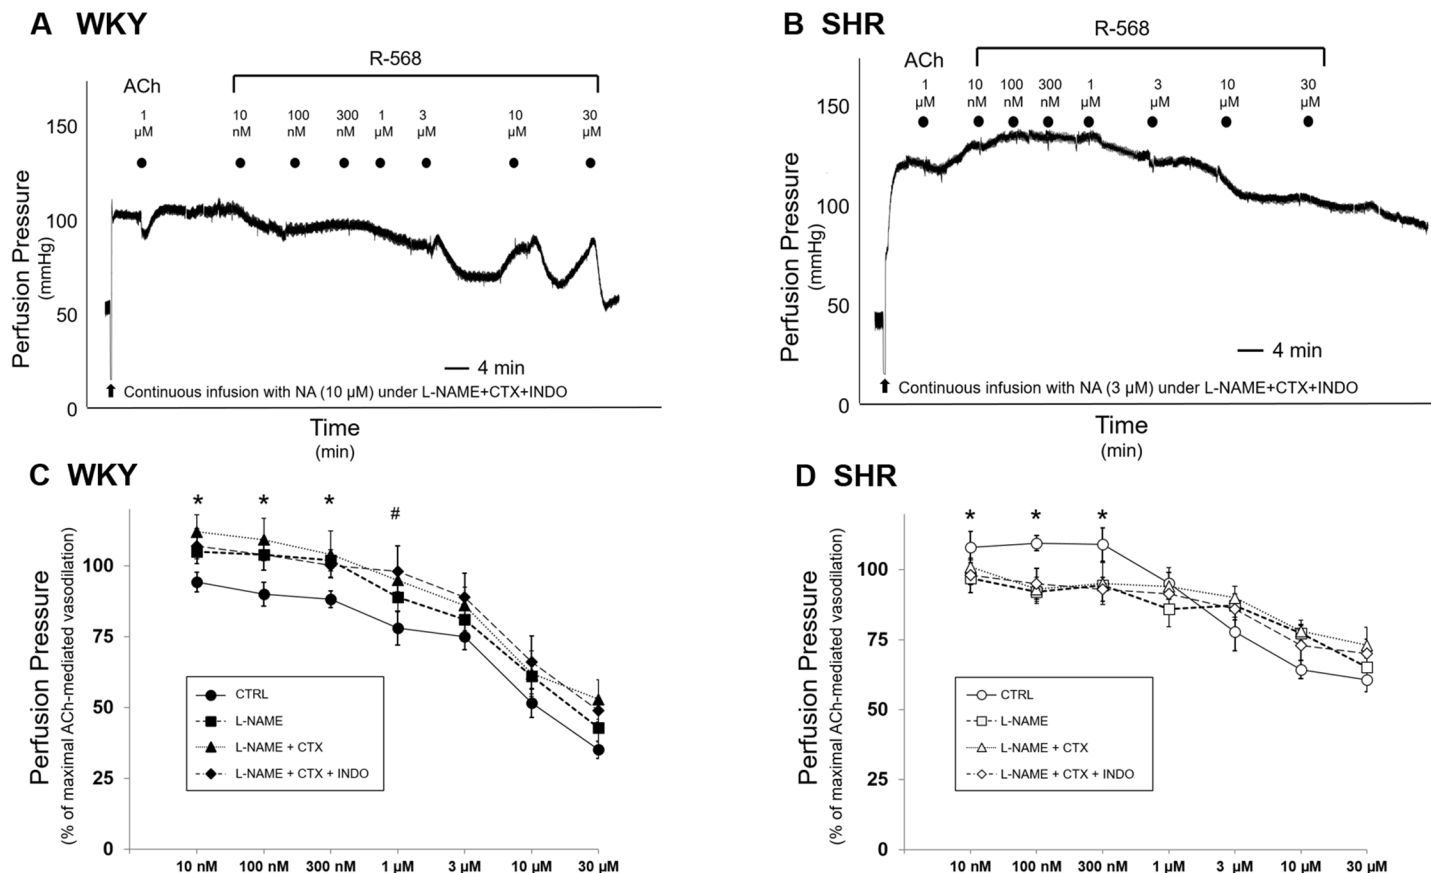 A WKY
R-568
ACh
1 10 100 300 1 3 10 30
µM nM nM nM µM µM µM µM
150
100
50
0
Perfusion Pressure
(mmHg)
4 min
Continuous infusion with NA (10 µM) under L-NAME+CTX+INDO
Time
(min)
B SHR
R-568
ACh
1 10 100 300 1 3 10 30
µM nM nM nM µM µM µM µM
150
100
50
0
Perfusion Pressure
(mmHg)
4 min
Continuous infusion with NA (3 µM) under L-NAME+CTX+INDO
Time
(min)
C WKY
* * * #
100
75
50
25
0
Perfusion Pressure
(% of maximal ACh-mediated vasodilation)
CTRL
L-NAME
L-NAME + CTX
L-NAME + CTX + INDO
10 nM 100 nM 300 nM 1 µM 3 µM 10 µM 30 µM
D SHR
* * *
100
75
50
25
0
Perfusion Pressure
(% of maximal ACh-mediated vasodilation)
CTRL
L-NAME
L-NAME + CTX
L-NAME + CTX + INDO
10 nM 100 nM 300 nM 1 µM 3 µM 10 µM 30 µM